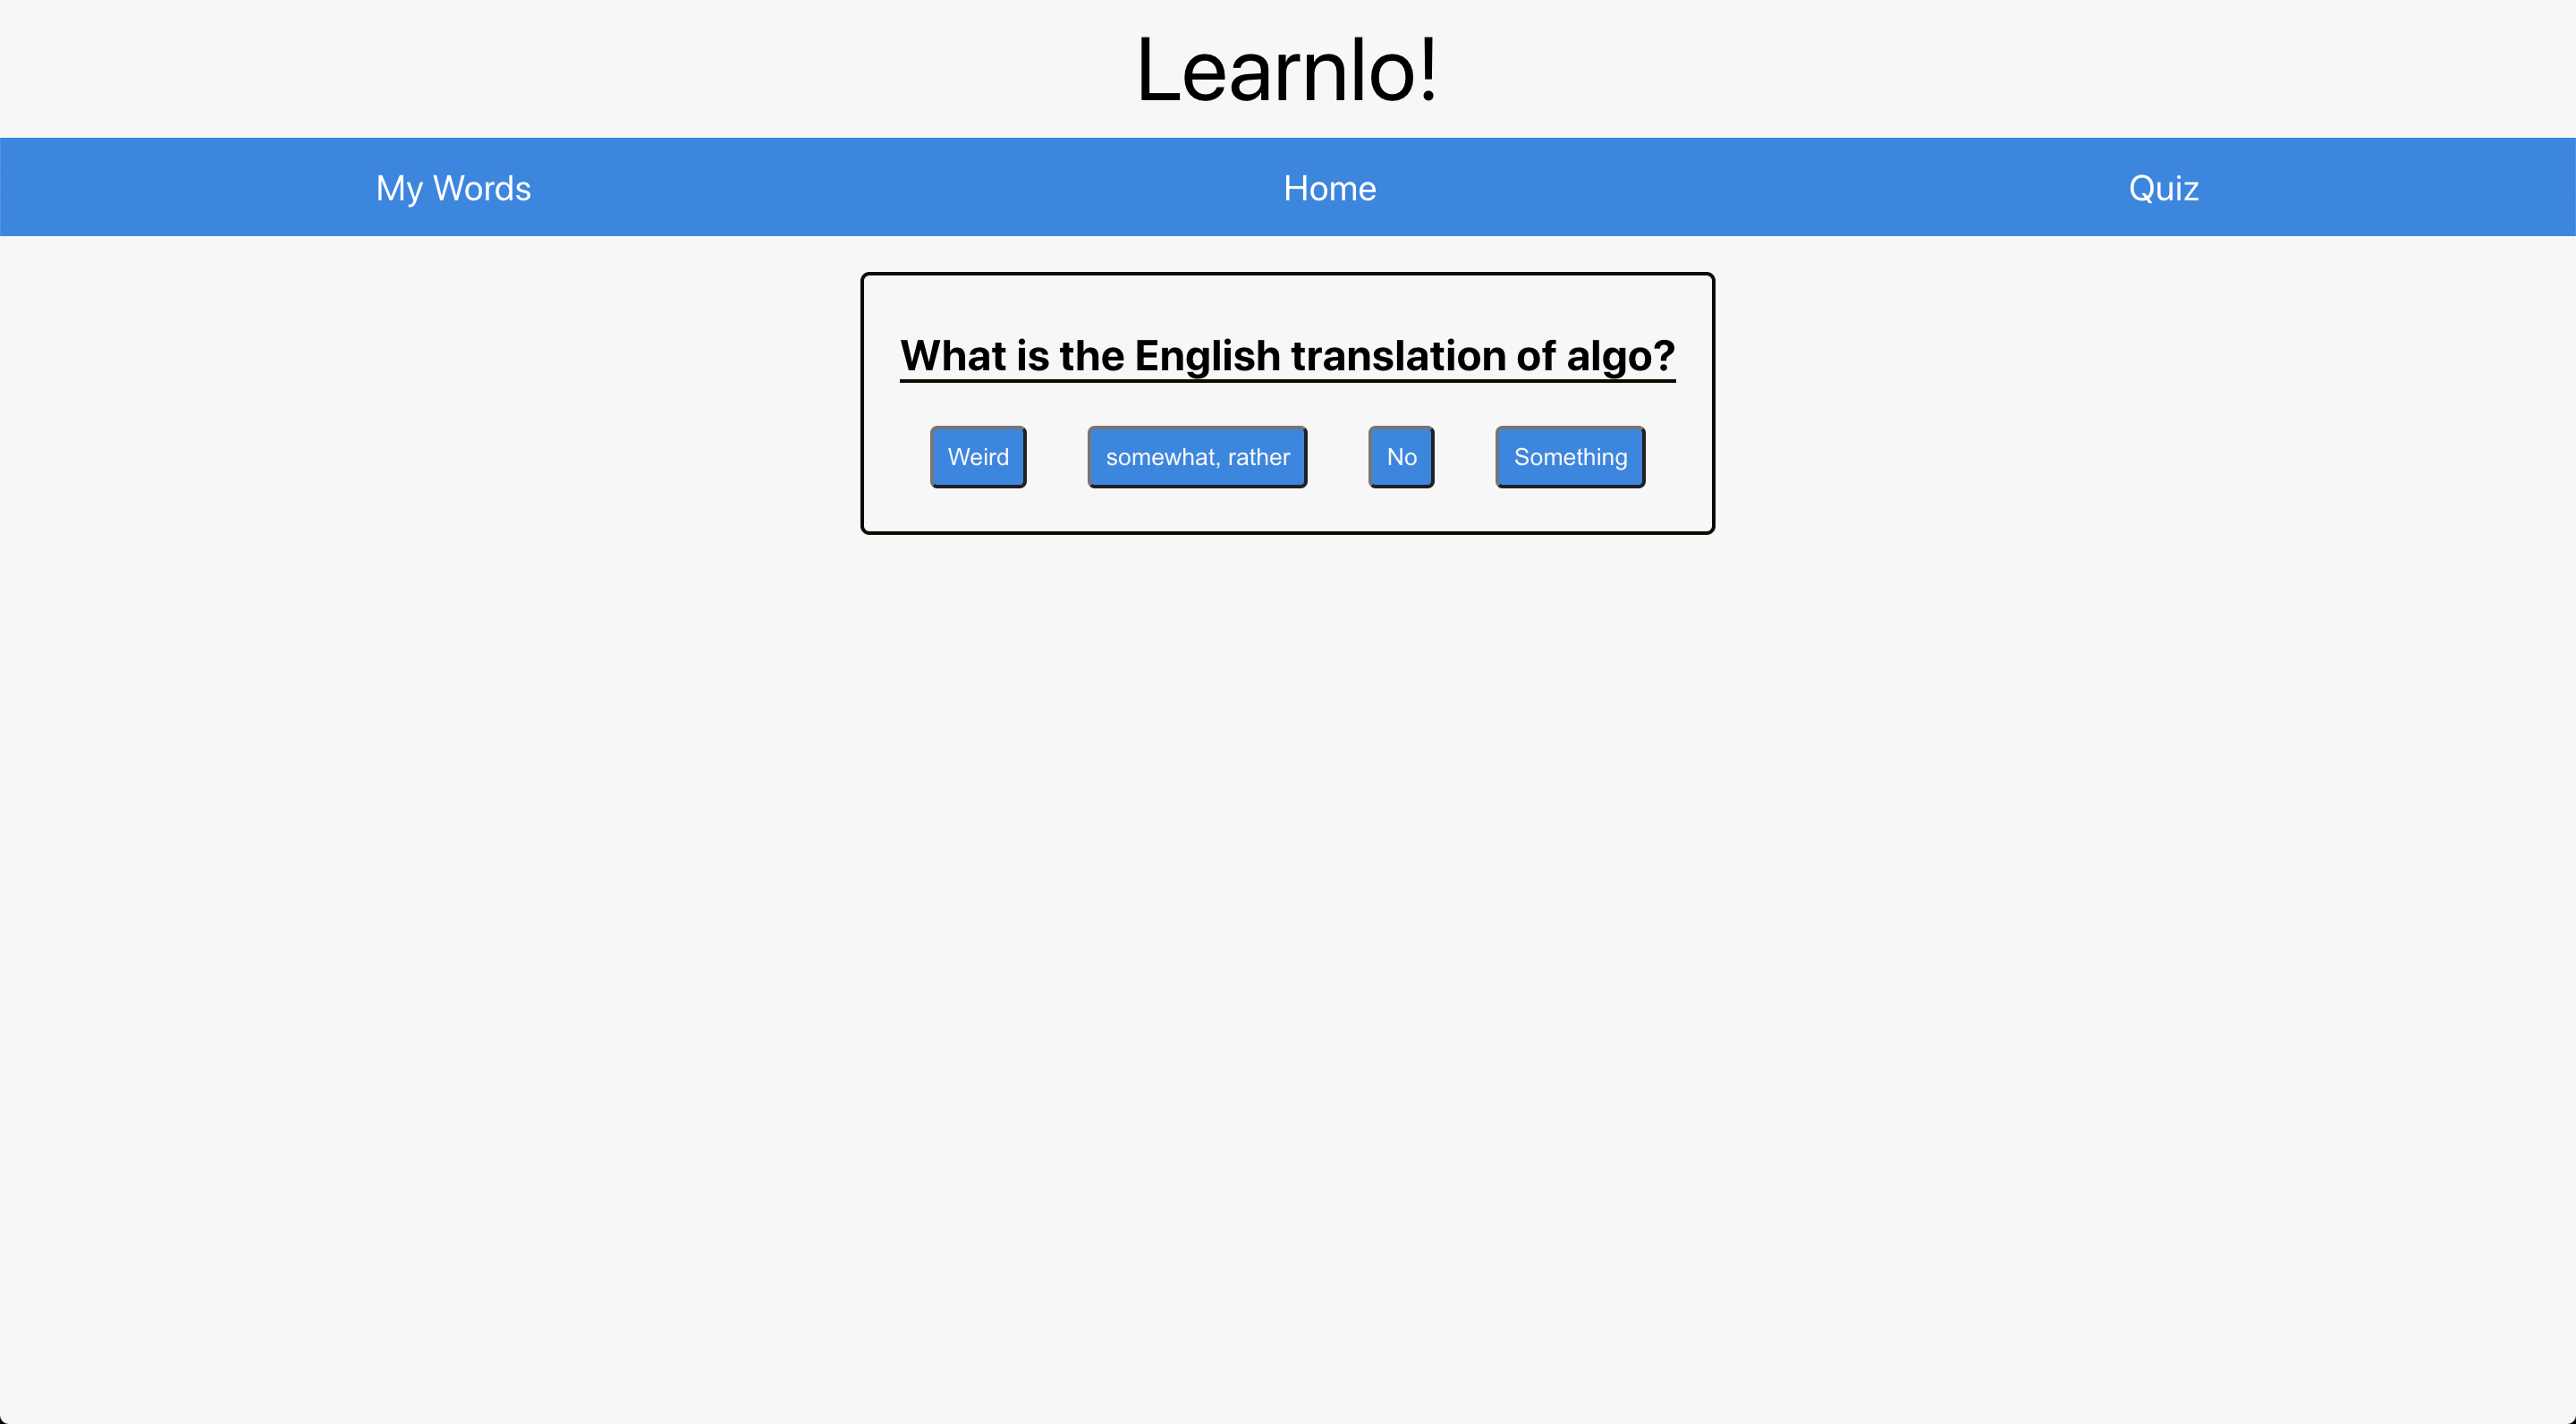 Learnlo!
My Words Home Quiz
What is the English translation of algo?
Weird somewhat, rather No Something